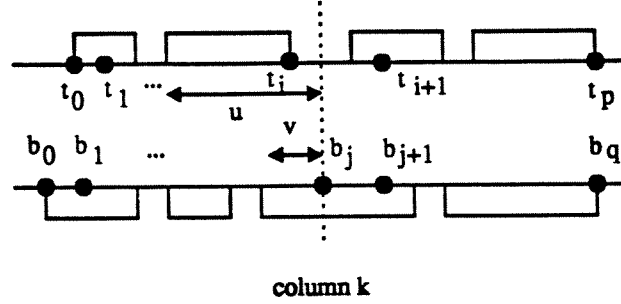 t0 t1 ... ti ti+1 tp
u
v
b0 b1 ... bj bj+1 bq
column k